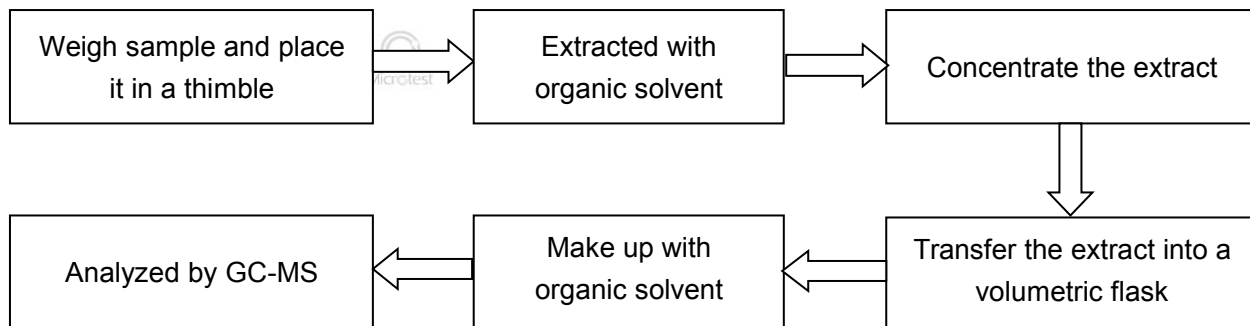 Weigh sample and place
it in a thimble
Microtest
Extracted with
organic solvent
Concentrate the extract
Transfer the extract into a
volumetric flask
Make up with
organic solvent
Analyzed by GC-MS